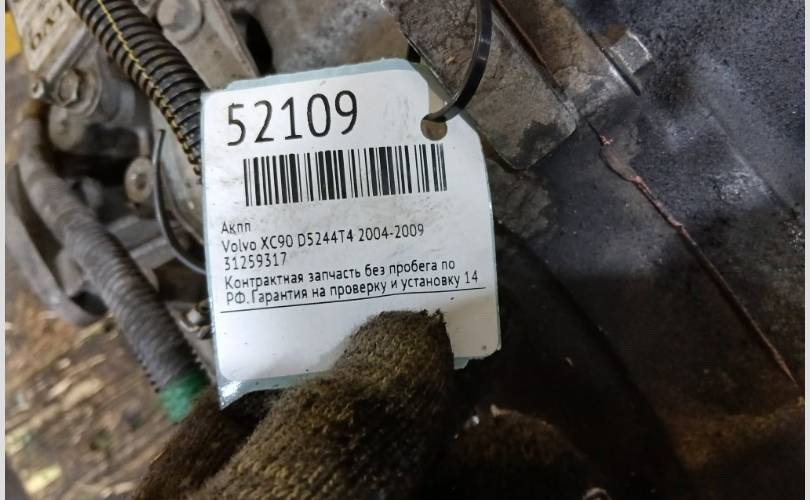 52109
Акпп
Volvo XC90 D5244T4 2004-2009
31259317
Контрактная запчасть без пробега по
РФ.Гарантия на проверку и установку 14